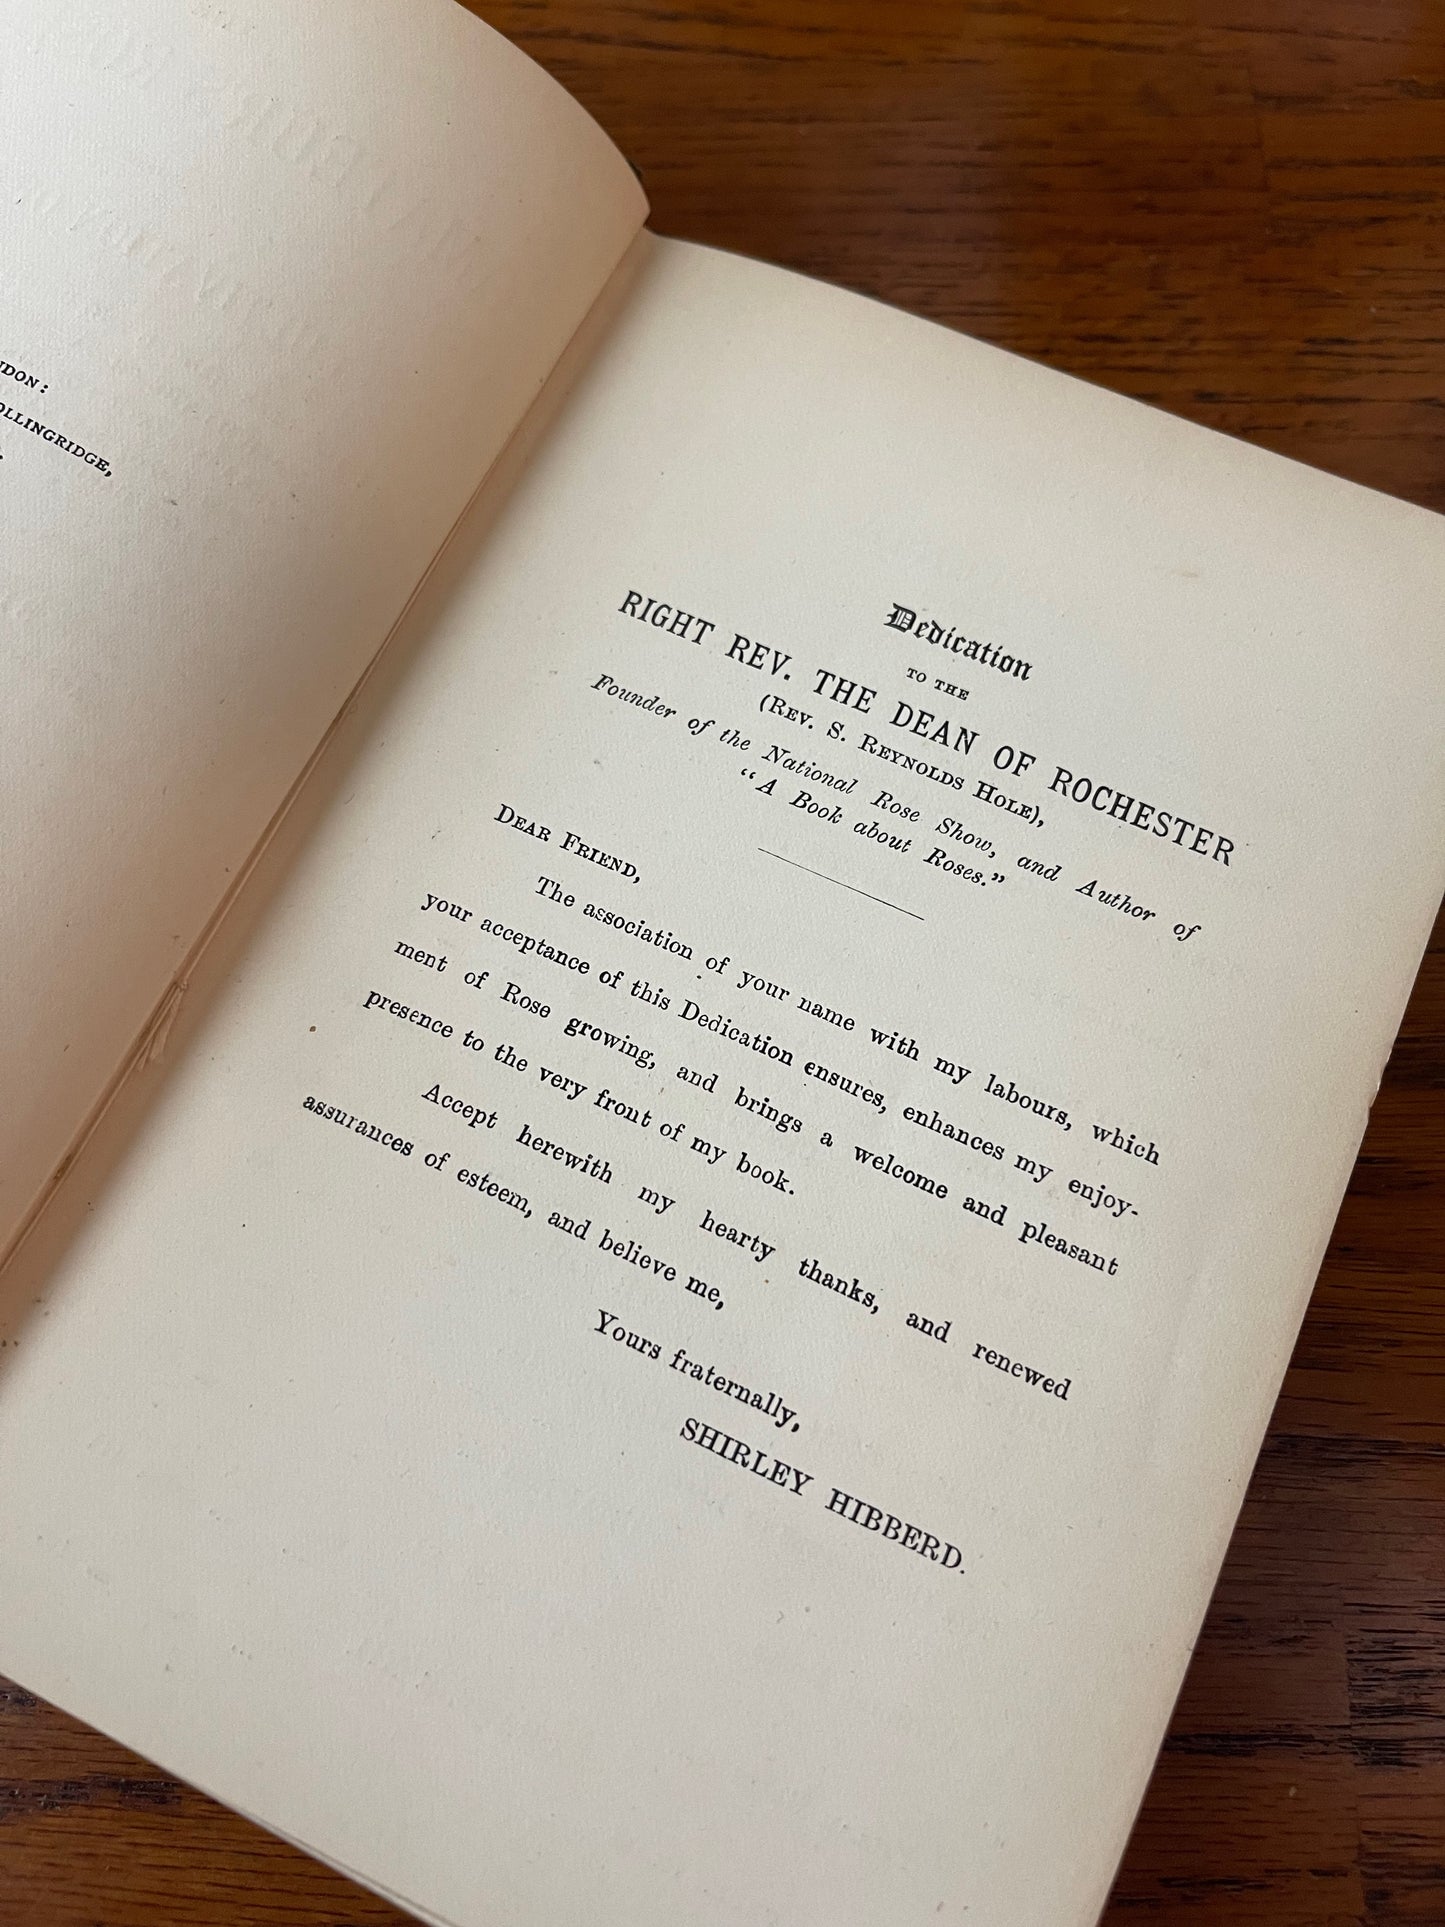 OLLINGRIDGE,
Dedication
TO THE
RIGHT REV. THE DEAN OF ROCHESTER
(REV. S. REYNOLDS HOLE),
Founder of the National Rose Show, and Author of
"A Book about Roses."
DEAR FRIEND,
The association of your name with my labours, which
your acceptance of this Dedication ensures, enhances my enjoy-
ment of Rose growing, and brings a welcome and pleasant
presence to the very front of my book.
Accept herewith my hearty thanks, and renewed
assurances of esteem, and believe me,
Yours fraternally,
SHIRLEY HIBBERD.